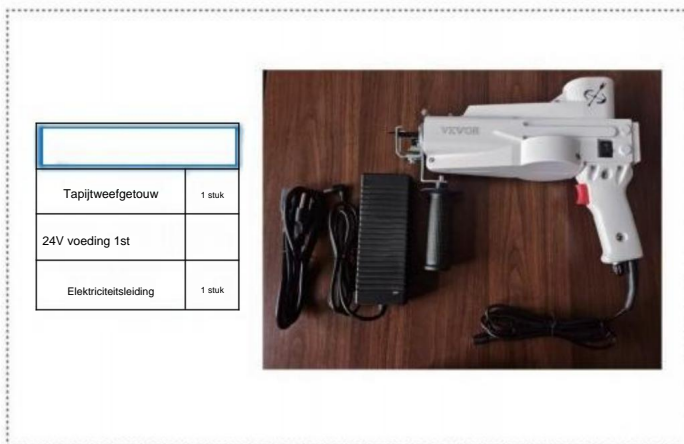 Tapijtweefgetouw 1 stuk
24V voeding 1st
Elektriciteitsleiding 1 stuk
VEVOR